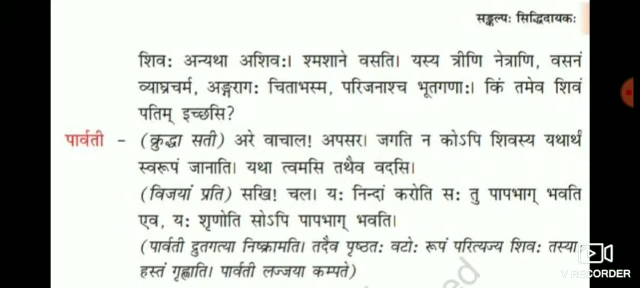 सङ्कल्पः सिद्धिदायकः
शिवः अन्यथा अशिवः। श्मशाने वसति। यस्य त्रीणि नेत्राणि, वसनं
व्याघ्रचर्म, अङ्गरागः चिताभस्म, परिजनाश्च भूतगणाः। किं तमेव शिवं
पतिम् इच्छसि?
पार्वती – (क्रुद्धा सती) अरे वाचाल! अपसर। जगति न कोऽपि शिवस्य यथार्थं
स्वरूपं जानाति। यथा त्वमसि तथैव वदसि।
(विजयां प्रति) सखि! चल। यः निन्दां करोति सः तु पापभाग् भवति
एव, यः शृणोति सोऽपि पापभाग् भवति।
(पार्वती द्रुतगत्या निष्क्रामति। तदैव पृष्ठतः वटोः रूपं परित्यज्य शिवः तस्याः
हस्तं गृह्णाति। पार्वती लज्जया कम्पते)
V RECORDER